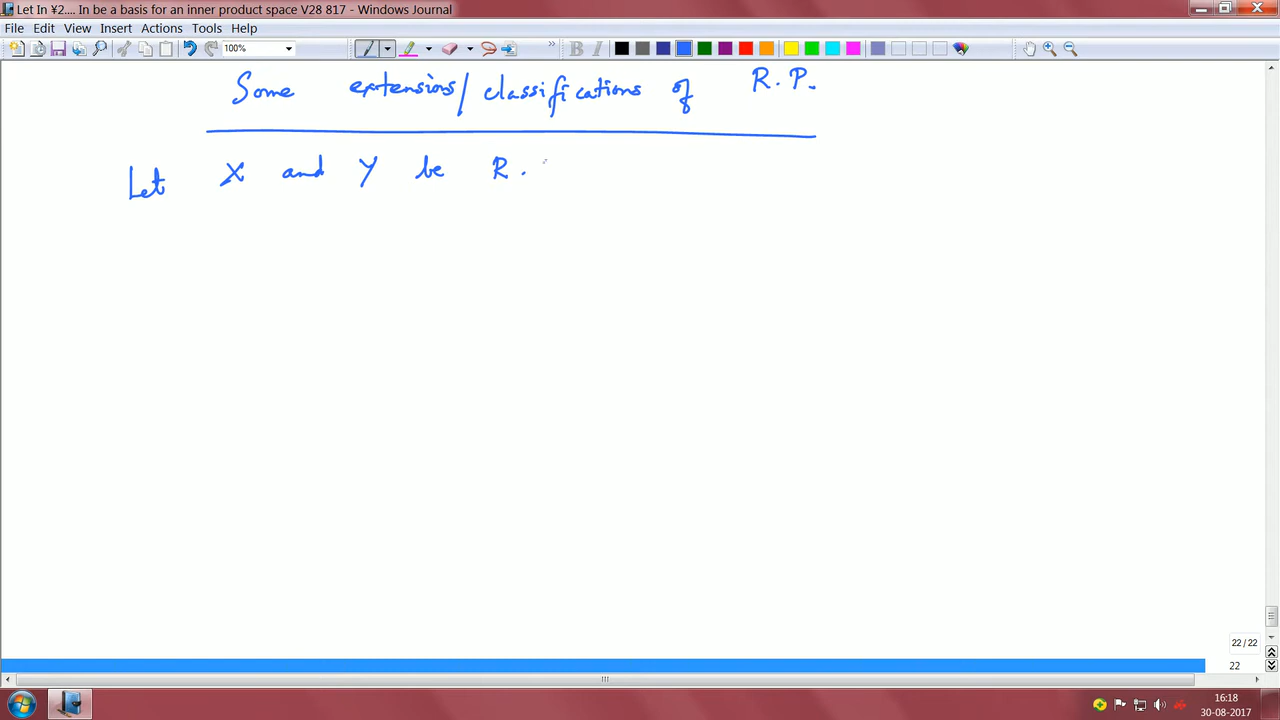 Let In ¥2.... In be a basis for an inner product space V28 817 - Windows Journal
File Edit View Insert Actions Tools Help
100%
Some extensions/classifications of R.P.
Let X and Y be R.
22 / 22
22
16:18
30-08-2017